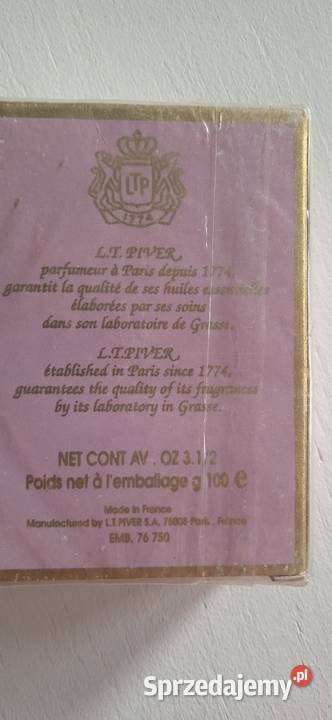 LTP
1774
L.T. PIVER,
parfumeur à Paris depuis 1774,
garantit la qualité de ses huiles essentielles
élaborées par ses soins
dans son laboratoire de Grasse.
L.T.PIVER,
établished in Paris since 1774,
guarantees the quality of its fragrances
by its laboratory in Grasse.
NET CONT AV . OZ 3.1/2
Poids net à l'emballage g 100 e
Made in France
Manufactured by L.T. PIVER S.A. 75008 Paris , France
EMB. 76 750
Sprzedajemy.pl